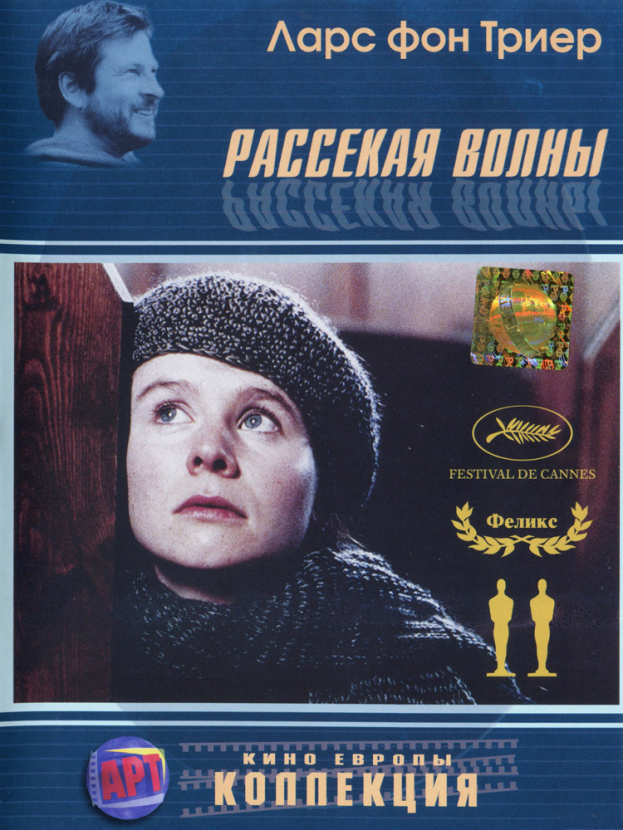 Ларс фон Триер
РАССЕКАЯ ВОЛНЫ
FESTIVAL DE CANNES
Феликс
АРТ
КИНО ЕВРОПЫ
КОЛЛЕКЦИЯ